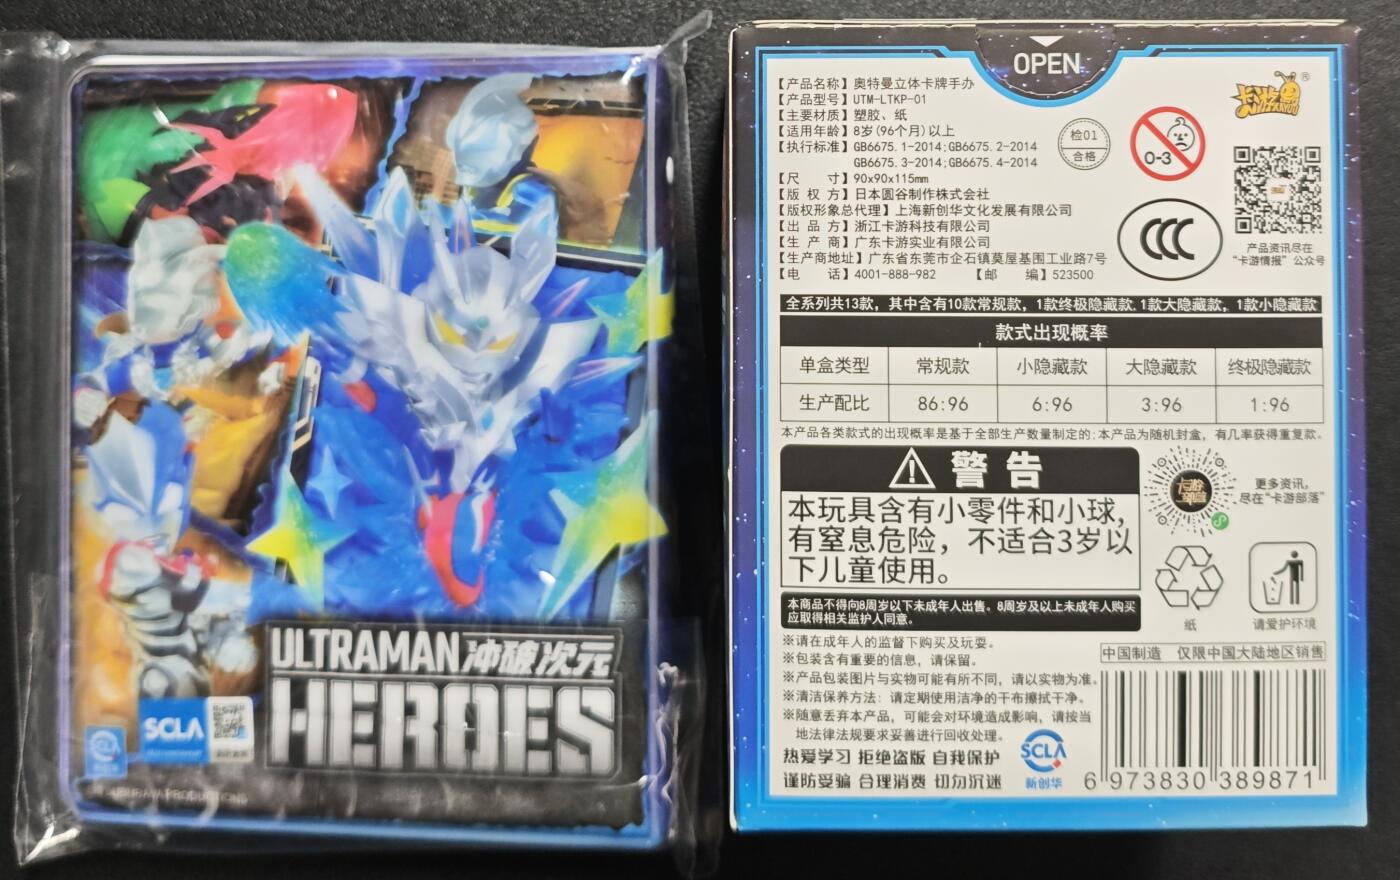 ULTRAMAN 冲破次元
HEROES
SCLA
SCLA
TSUBURAYA PRODUCTIONS
OPEN
【产品名称】奥特曼立体卡牌手办
【产品型号】UTM-LTKP-01
【主要材质】塑胶、纸
【适用年龄】8岁(96个月)以上
【执行标准】GB6675.1-2014;GB6675.2-2014
GB6675.3-2014;GB6675.4-2014
【尺 寸】90x90x115mm
【版 权 方】日本圆谷制作株式会社
【版权形象总代理】上海新创华文化发展有限公司
【出 品 方】浙江卡游科技有限公司
【生 产 商】广东卡游实业有限公司
【生产商地址】广东省东莞市企石镇莫屋基围工业路7号
【电 话】4001-888-982 【邮 编】523500
检01
合格
0-3
CCC
卡游
KAYOU
®
产品资讯尽在
“卡游情报”公众号
全系列共13款，其中含有10款常规款，1款终极隐藏款，1款大隐藏款，1款小隐藏款
款式出现概率
单盒类型 常规款 小隐藏款 大隐藏款 终极隐藏款
生产配比 86:96 6:96 3:96 1:96
本产品各类款式的出现概率是基于全部生产数量制定的;本产品为随机封盒，有几率获得重复款。
警告
本玩具含有小零件和小球,
有窒息危险，不适合3岁以
下儿童使用。
卡游
部落
更多资讯,
尽在“卡游部落”
本商品不得向8周岁以下未成年人出售。8周岁及以上未成年人购买
应取得相关监护人同意。
纸
请爱护环境
※请在成年人的监督下购买及玩耍。
※包装含有重要的信息，请保留。
※产品包装图片与实物可能有所不同，请以实物为准。
※清洁保养方法：请定期使用洁净的干布擦拭干净。
※随意丢弃本产品，可能会对环境造成影响，请按当
地法律法规要求妥善进行回收处理。
热爱学习 拒绝盗版 自我保护
谨防受骗 合理消费 切勿沉迷
SCLA
新创华
中国制造 仅限中国大陆地区销售
6 973830 389871